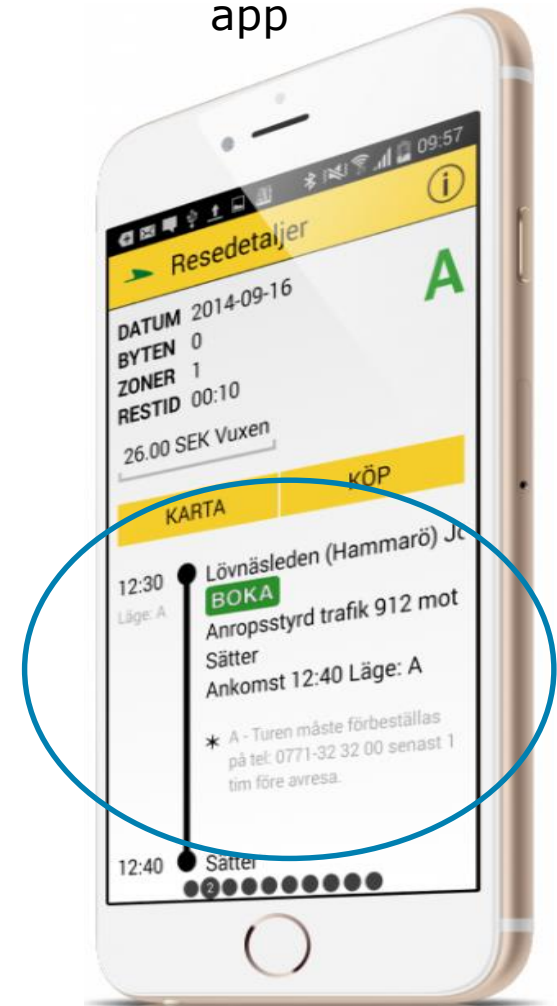 app
09:57
Resedetaljer
i
DATUM 2014-09-16
A
BYTEN 0
ZONER 1
RESTID 00:10
26.00 SEK Vuxen
KARTA
KÖP
12:30
Lövnäsleden (Hammarö)
Läge: A
BOKA
Anropsstyrd trafik 912 mot
Sätter
Ankomst 12:40 Läge: A
* A - Turen måste förbeställas
på tel: 0771-32 32 00 senast 1
tim före avresa.
12:40
Sätter
2